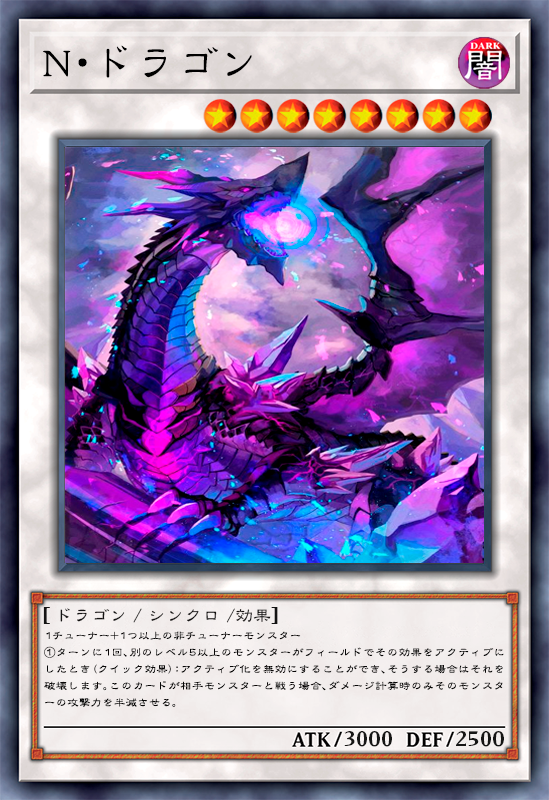 N・ドラゴン
DARK
闇
[ドラゴン / シンクロ /効果]
1チューナー+1つ以上の非チューナーモンスター
①ターンに1回、別のレベル5以上のモンスターがフィールドでその効果をアクティブに
したとき(クイック効果):アクティブ化を無効にすることができ、そうする場合はそれを
破壊します。このカードが相手モンスターと戦う場合、ダメージ計算時のみそのモンスタ
ーの攻撃力を半減させる。
ATK/3000 DEF/2500